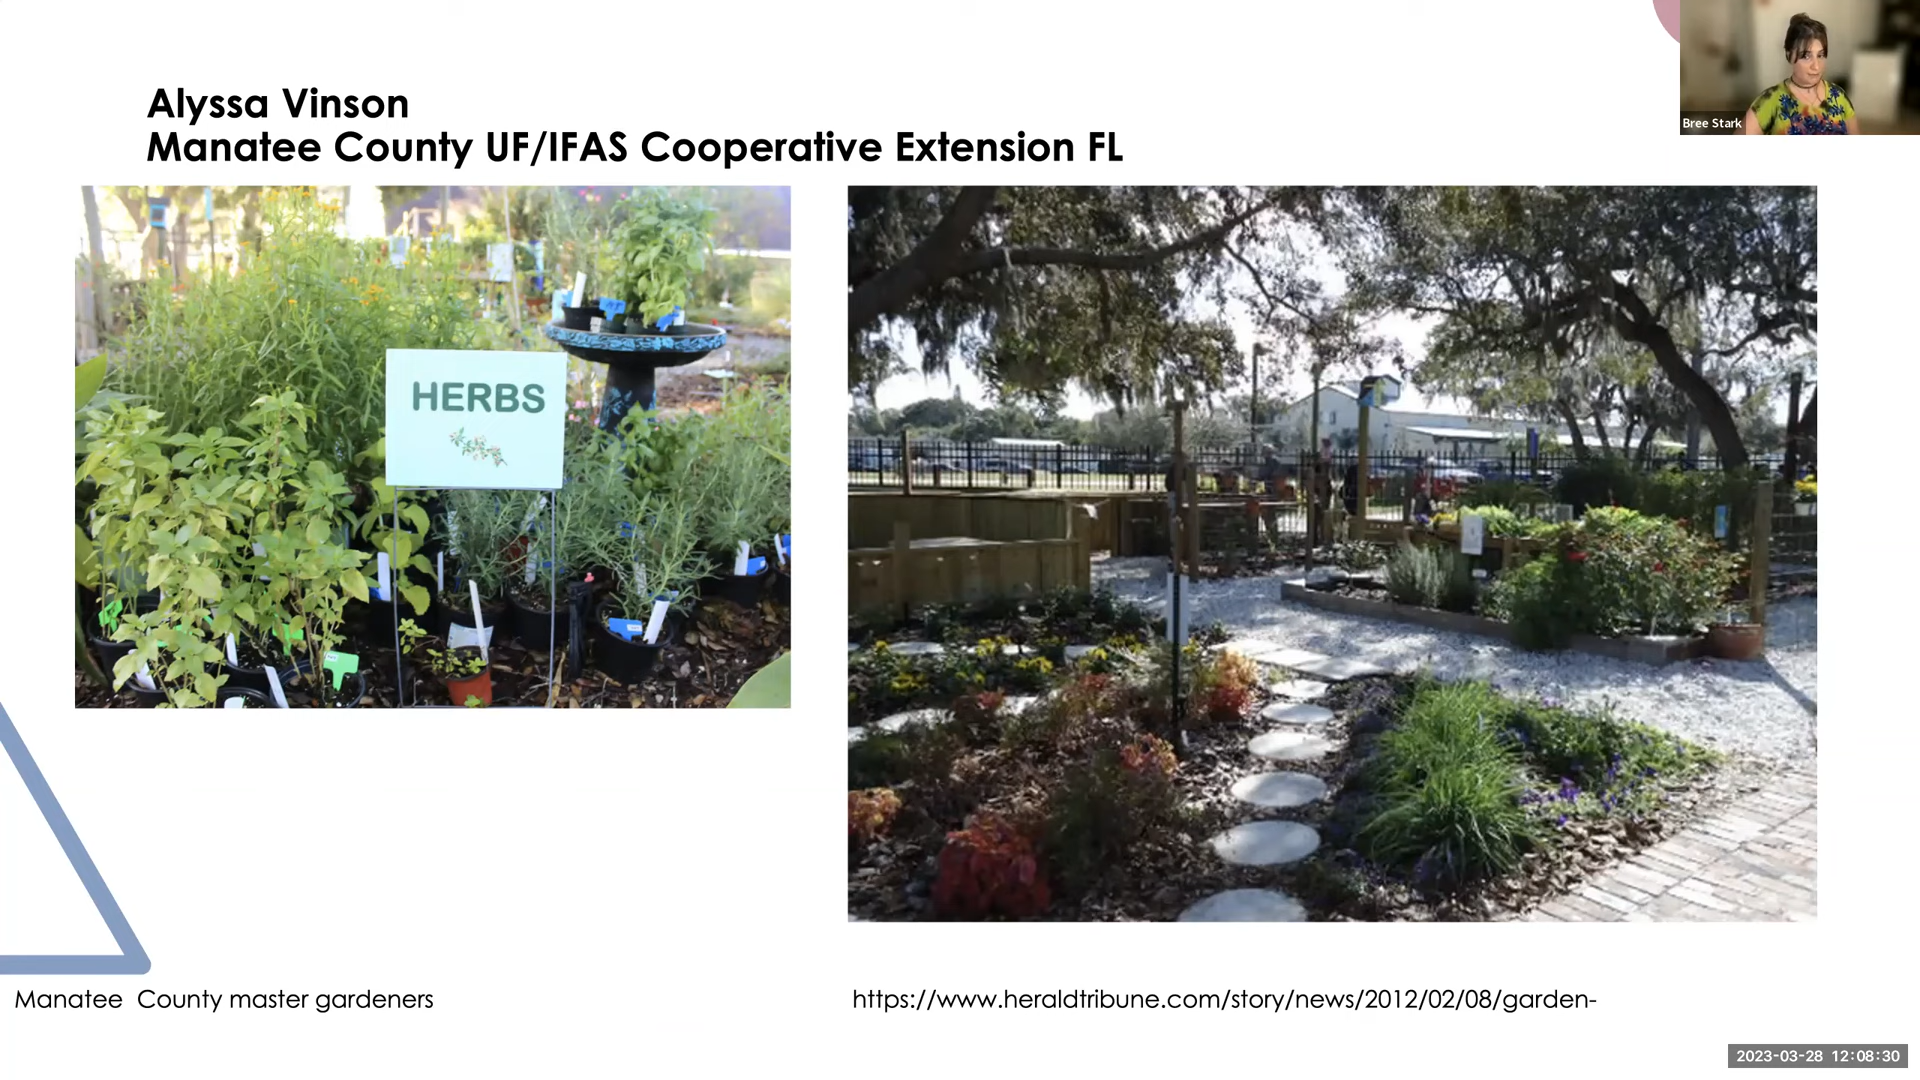 Alyssa Vinson
Manatee County UF/IFAS Cooperative Extension FL
Bree Stark
HERBS
Manatee County master gardeners
https://www.heraldtribune.com/story/news/2012/02/08/garden-
2023-03-28 12:08:30